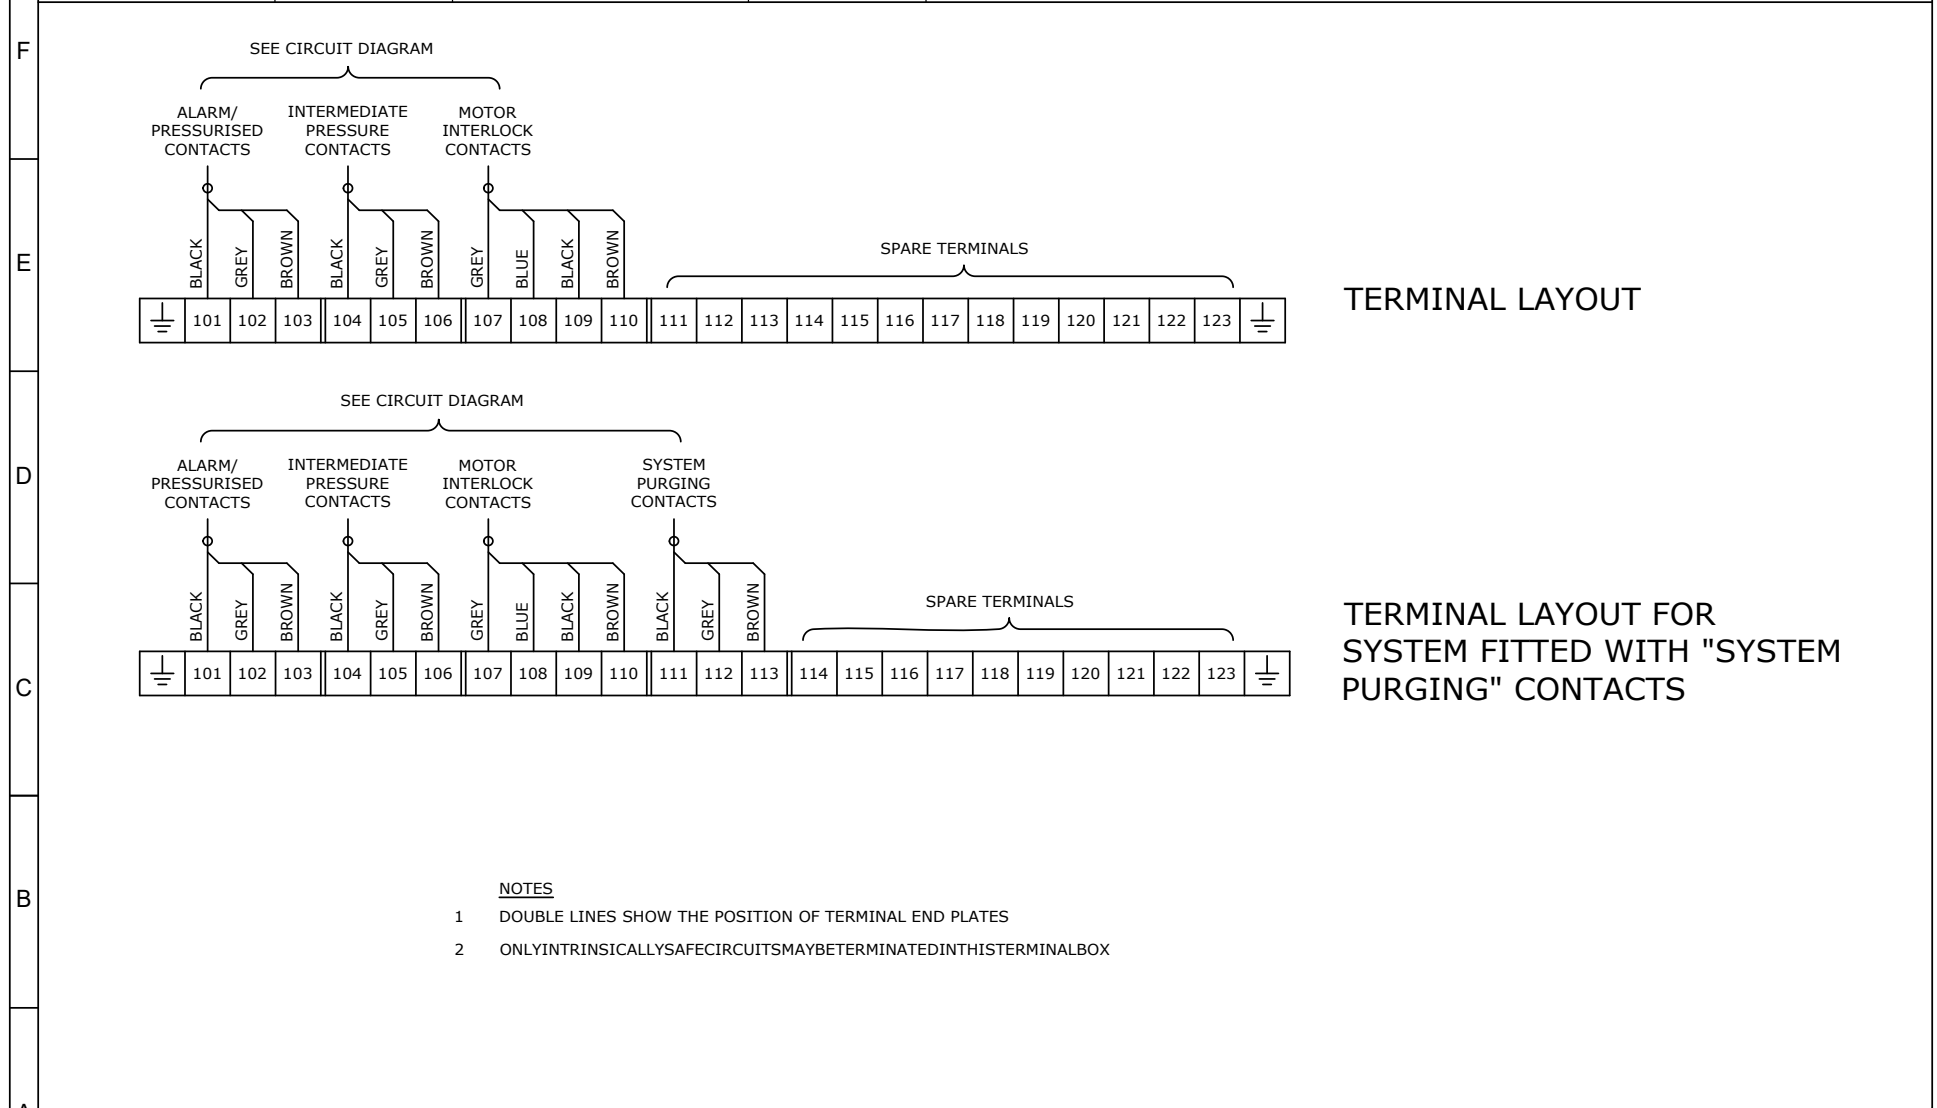 F
SEE CIRCUIT DIAGRAM
ALARM/
PRESSURISED
CONTACTS
INTERMEDIATE
PRESSURE
CONTACTS
MOTOR
INTERLOCK
CONTACTS
E
BLACK
GREY
BROWN
BLACK
GREY
BROWN
GREY
BLUE
BLACK
BROWN
SPARE TERMINALS
101 102 103 104 105 106 107 108 109 110 111 112 113 114 115 116 117 118 119 120 121 122 123
TERMINAL LAYOUT
SEE CIRCUIT DIAGRAM
D
ALARM/
PRESSURISED
CONTACTS
INTERMEDIATE
PRESSURE
CONTACTS
MOTOR
INTERLOCK
CONTACTS
SYSTEM
PURGING
CONTACTS
BLACK
GREY
BROWN
BLACK
GREY
BROWN
GREY
BLUE
BLACK
BROWN
BLACK
GREY
BROWN
SPARE TERMINALS
C
101 102 103 104 105 106 107 108 109 110 111 112 113 114 115 116 117 118 119 120 121 122 123
TERMINAL LAYOUT FOR
SYSTEM FITTED WITH "SYSTEM
PURGING" CONTACTS
B
NOTES
1 DOUBLE LINES SHOW THE POSITION OF TERMINAL END PLATES
2 ONLYINTRINSICALLYSAFECIRCUITSMAYBETERMINATEDINTHISTERMINALBOX
A